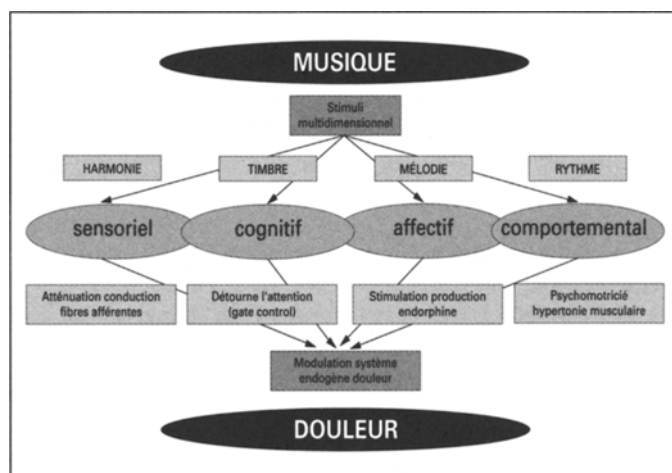 MUSIQUE
Stimuli
multidimensionnel
HARMONIE
TIMBRE
MÉLODIE
RYTHME
sensoriel
cognitif
affectif
comportemental
Atténuation conduction
fibres afférentes
Détourne l'attention
(gate control)
Stimulation production
endorphine
Psychomotricié
hypertonie musculaire
Modulation système
endogène douleur
DOULEUR